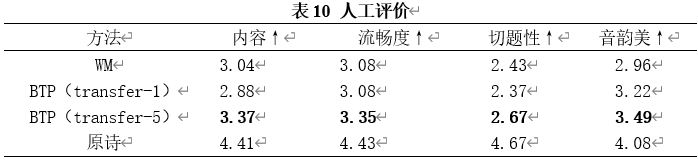 表10 人工评价
方法 内容↑ 流畅度↑ 切题性↑ 音韵美↑
WM 3.04 3.08 2.43 2.96
BTP（transfer-1） 2.88 3.08 2.37 3.22
BTP（transfer-5） 3.37 3.35 2.67 3.49
原诗 4.41 4.43 4.67 4.08